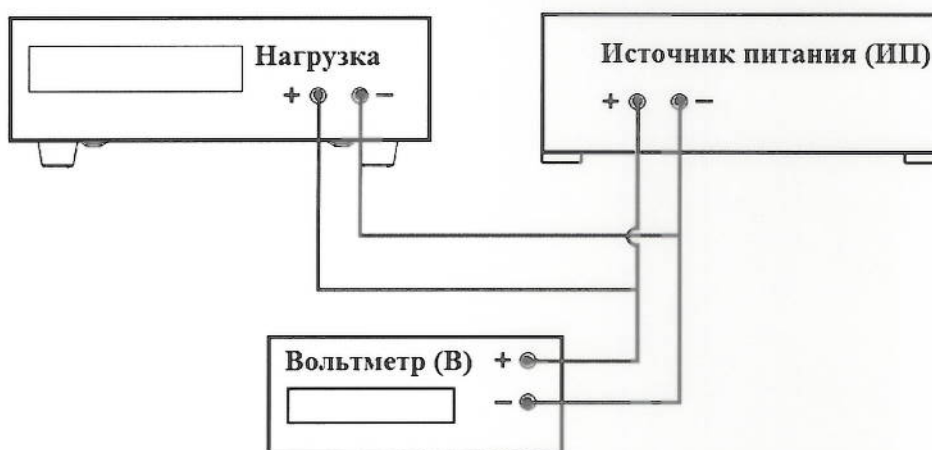 Нагрузка
+ −
Источник питания (ИП)
+ −
Вольтметр (В) +
−